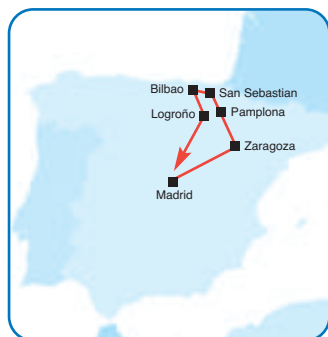 Bilbao
San Sebastian
Logroño
Pamplona
Zaragoza
Madrid